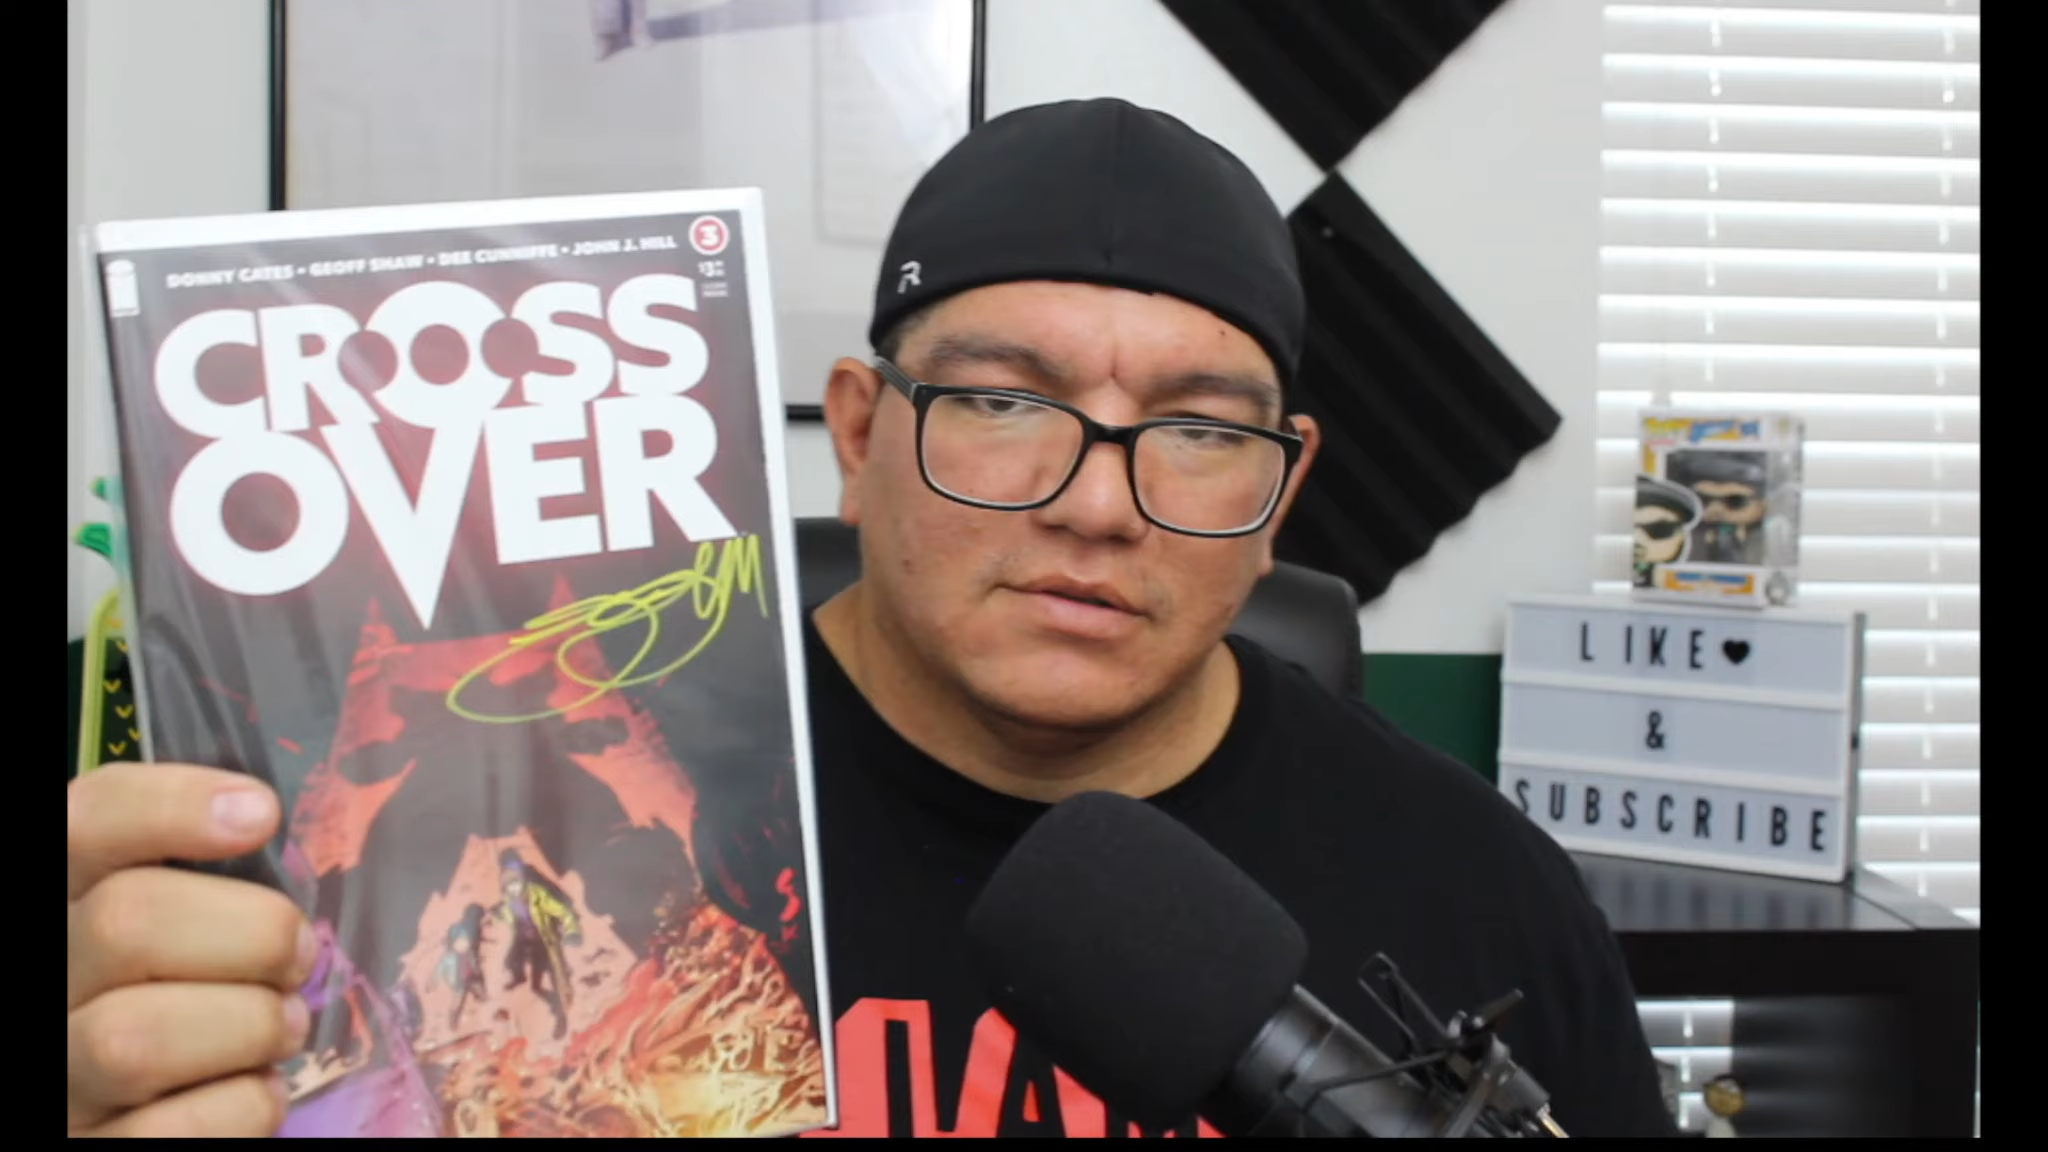 DONNY CATES • GEOFF SHAW • DEE CUNNIFFE • JOHN J. HILL
3
CROSS
OVER
LIKE ♥
&
SUBSCRIBE